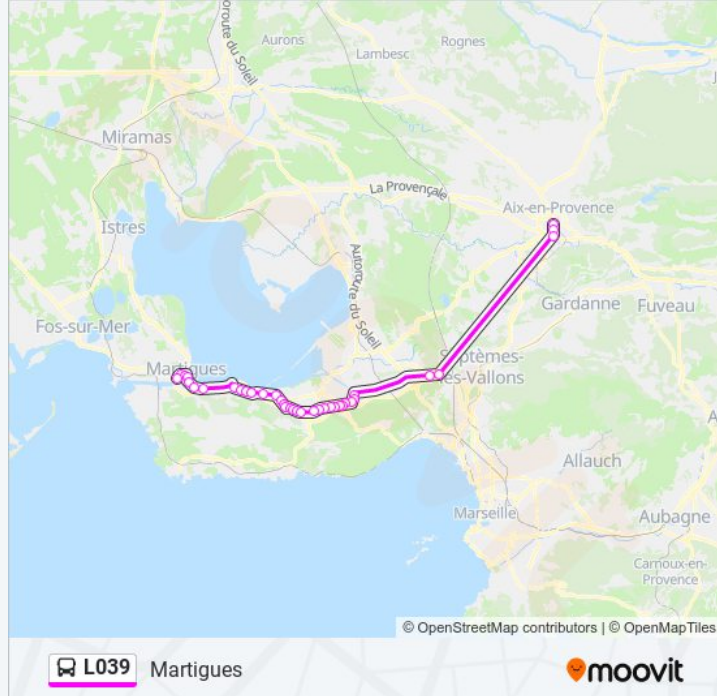 Aurons
Rognes
oroute du Soleil
Lambesc
Miramas
La Provençale
Aix-en-Provence
Istres
Autoroute du Soleil
Gardanne
Fuveau
Fos-sur-Mer
Martigues
Septèmes-
les-Vallons
Allauch
Marseille
Aubagne
Carnoux-en-
Provence
© OpenStreetMap contributors | © OpenMapTiles
L039
Martigues
moovit